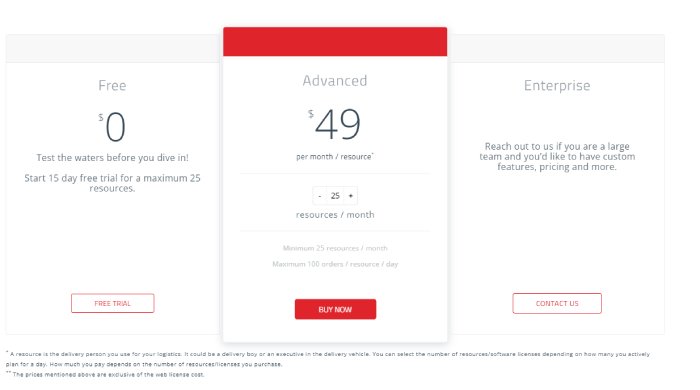 Free
$0
Test the waters before you dive in!
Start 15 day free trial for a maximum 25
resources.
FREE TRIAL
Advanced
$49
per month / resource*
- 25 +
resources / month
Minimum 25 resources / month
Maximum 100 orders / resource / day
BUY NOW
Enterprise
Reach out to us if you are a large
team and you'd like to have custom
features, pricing and more.
CONTACT US
* A resource is the delivery person you use for your logistics. It could be a delivery boy or an executive in the delivery vehicle. You can select the number of resources/software licenses depending on how many you actively
plan for a day. How much you pay depends on the number of resources/licenses you purchase.
** The prices mentioned above are exclusive of the web license cost.